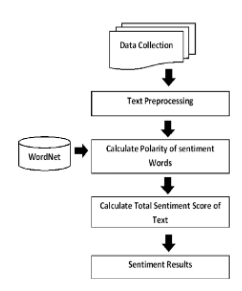 Data Collection
Text Preprocessing
WordNet
Calculate Polarity of sentiment
Words
Calculate Total Sentiment Score of
Text
Sentiment Results